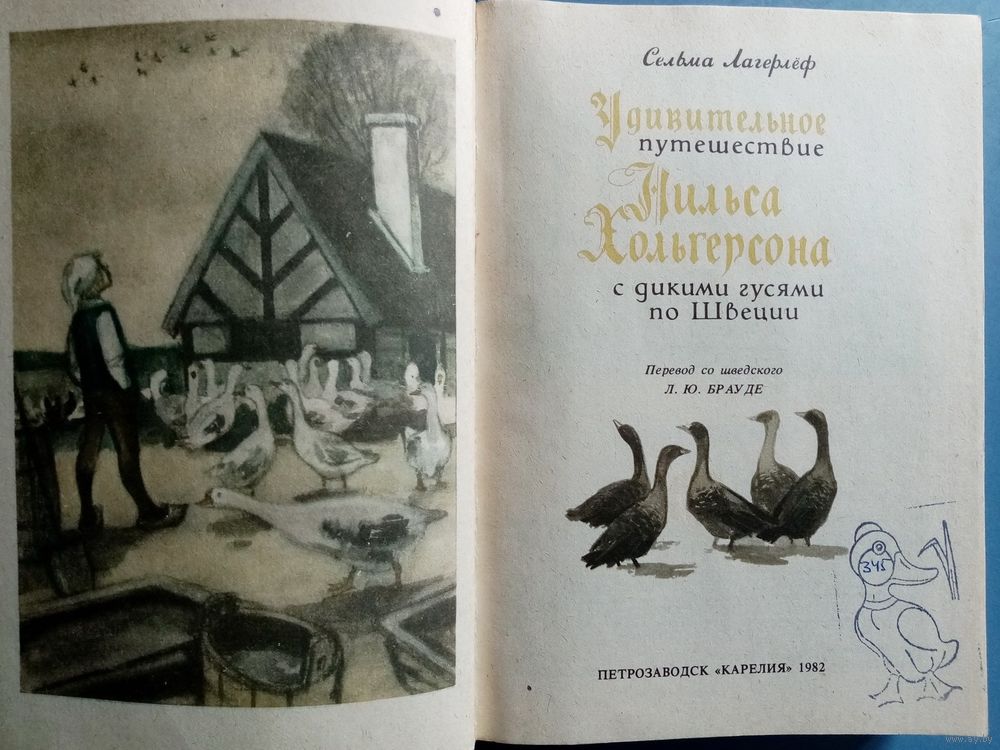 Сельма Лагерлёф
Удивительное
путешествие
Нильса
Хольгерсона
с дикими гусями
по Швеции
Перевод со шведского
Л. Ю. БРАУДЕ
345
ПЕТРОЗАВОДСК «КАРЕЛИЯ» 1982